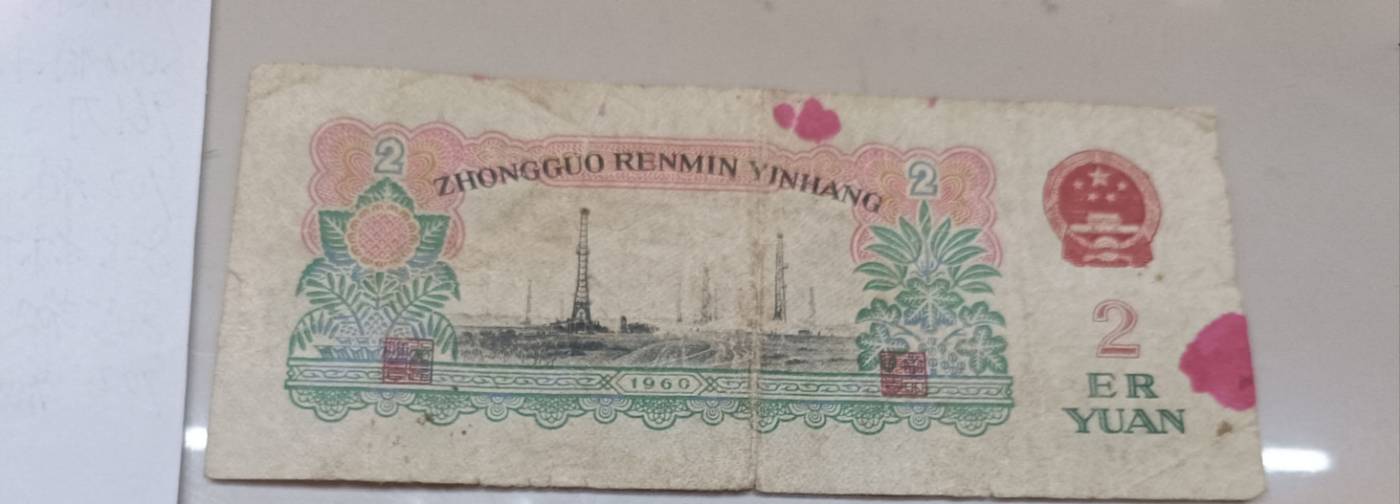 2
2
ZHONGGUO RENMIN YINHANG
1960
2
ER
YUAN